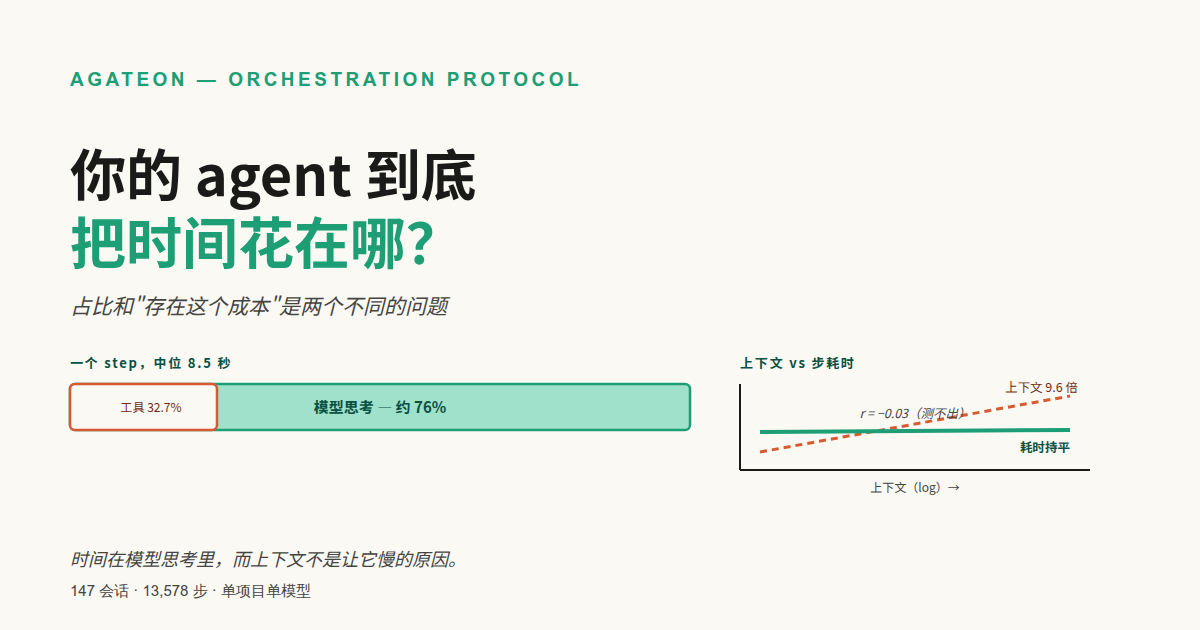 AGATEON — ORCHESTRATION PROTOCOL
你的 agent 到底
把时间花在哪？
占比和"存在这个成本"是两个不同的问题
一个 step，中位 8.5 秒
工具 32.7%
模型思考 — 约 76%
上下文 vs 步耗时
上下文 9.6 倍
r = −0.03（测不出）
耗时持平
上下文（log）→
时间在模型思考里，而上下文不是让它慢的原因。
147 会话 · 13,578 步 · 单项目单模型